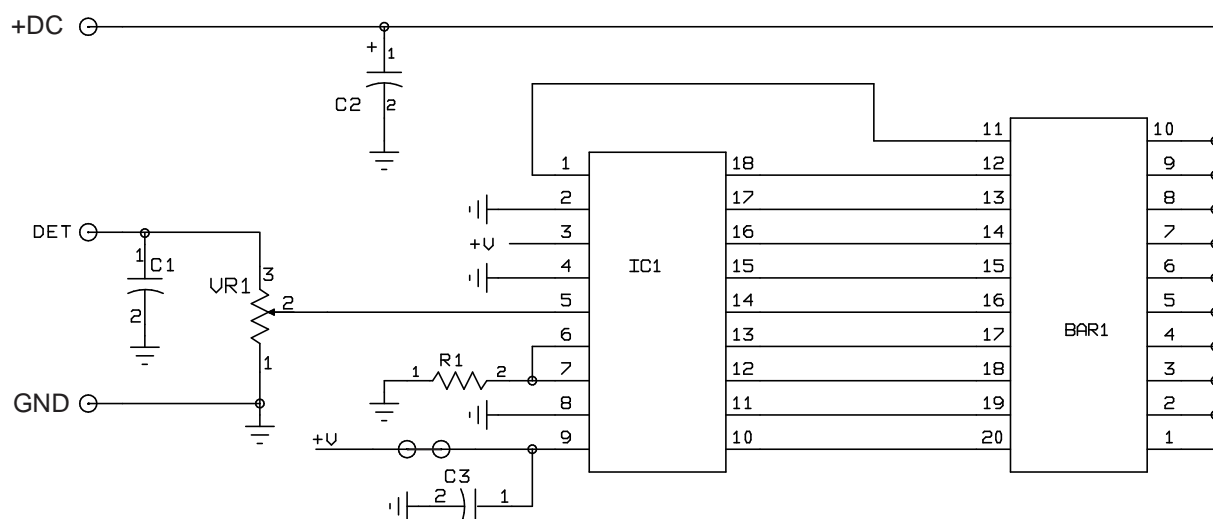 +DC
+ 1
C2 2
11 10
1 18 12 9
2 17 13 8
DET
+V 3 16 14 7
1 C1
4 IC1 15 15 6
3
VR1 2
5 14 16 5
2
6 13 17 BAR1 4
R1
1 1 2 7 12 18 3
GND 8 11 19 2
+V 9 10 20 1
C3
2 1